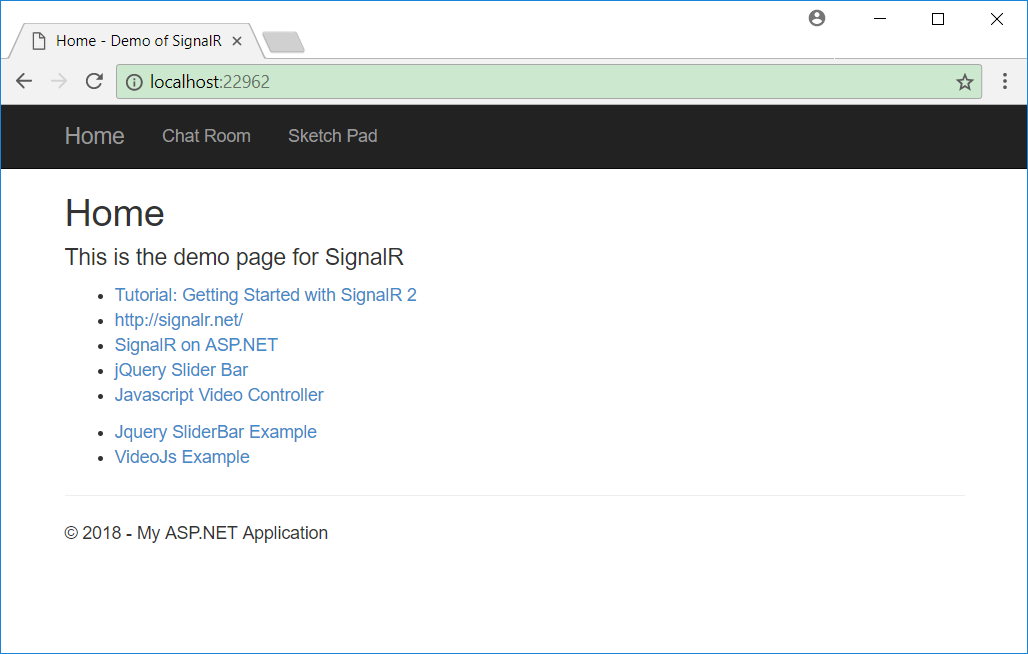 Home - Demo of SignalR
localhost:22962
Home Chat Room Sketch Pad
Home
This is the demo page for SignalR
Tutorial: Getting Started with SignalR 2
http://signalr.net/
SignalR on ASP.NET
jQuery Slider Bar
Javascript Video Controller
Jquery SliderBar Example
VideoJs Example
© 2018 - My ASP.NET Application